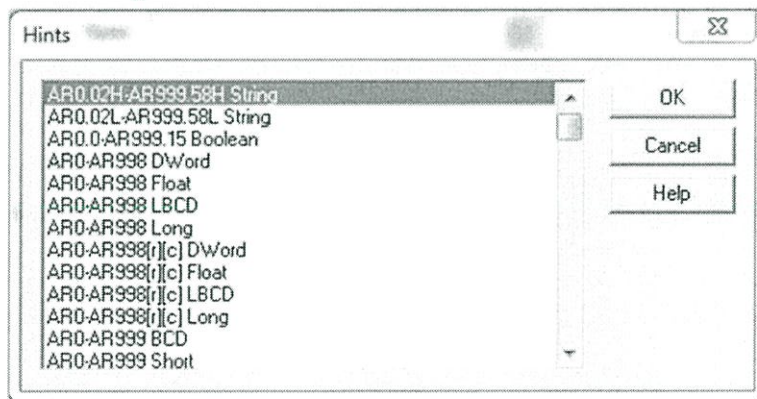 Hints
AR0.02H-AR999.58H String
AR0.02L-AR999.58L String
AR0.0-AR999.15 Boolean
AR0-AR998 DWord
AR0-AR998 Float
AR0-AR998 LBCD
AR0-AR998 Long
AR0-AR998[r][c] DWord
AR0-AR998[r][c] Float
AR0-AR998[r][c] LBCD
AR0-AR998[r][c] Long
AR0-AR999 BCD
AR0-AR999 Short
OK
Cancel
Help